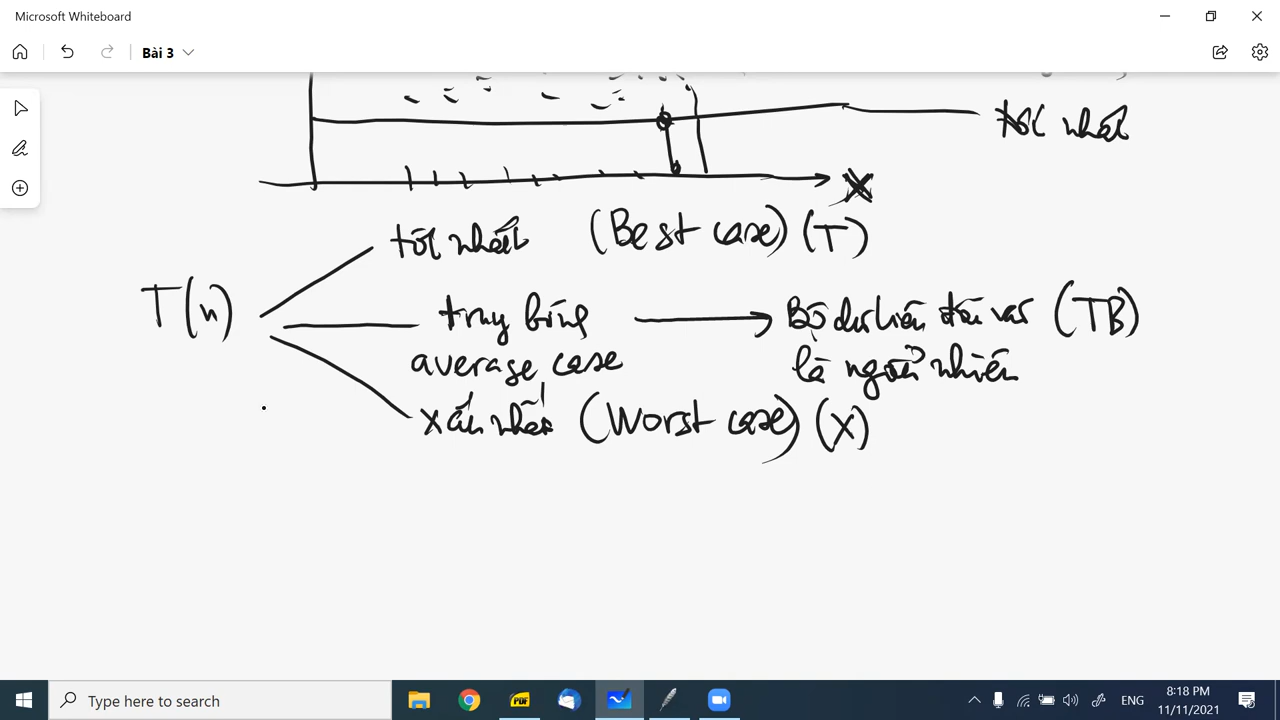 Microsoft Whiteboard
Bài 3
tốt nhất
X
tốt nhất (Best case) (T)
T(n)
trung bình
average case
Bộ dữ liệu đầu vào (TB)
là ngẫu nhiên
xấu nhất (Worst case) (X)
Type here to search
PDF
ENG
8:18 PM
11/11/2021